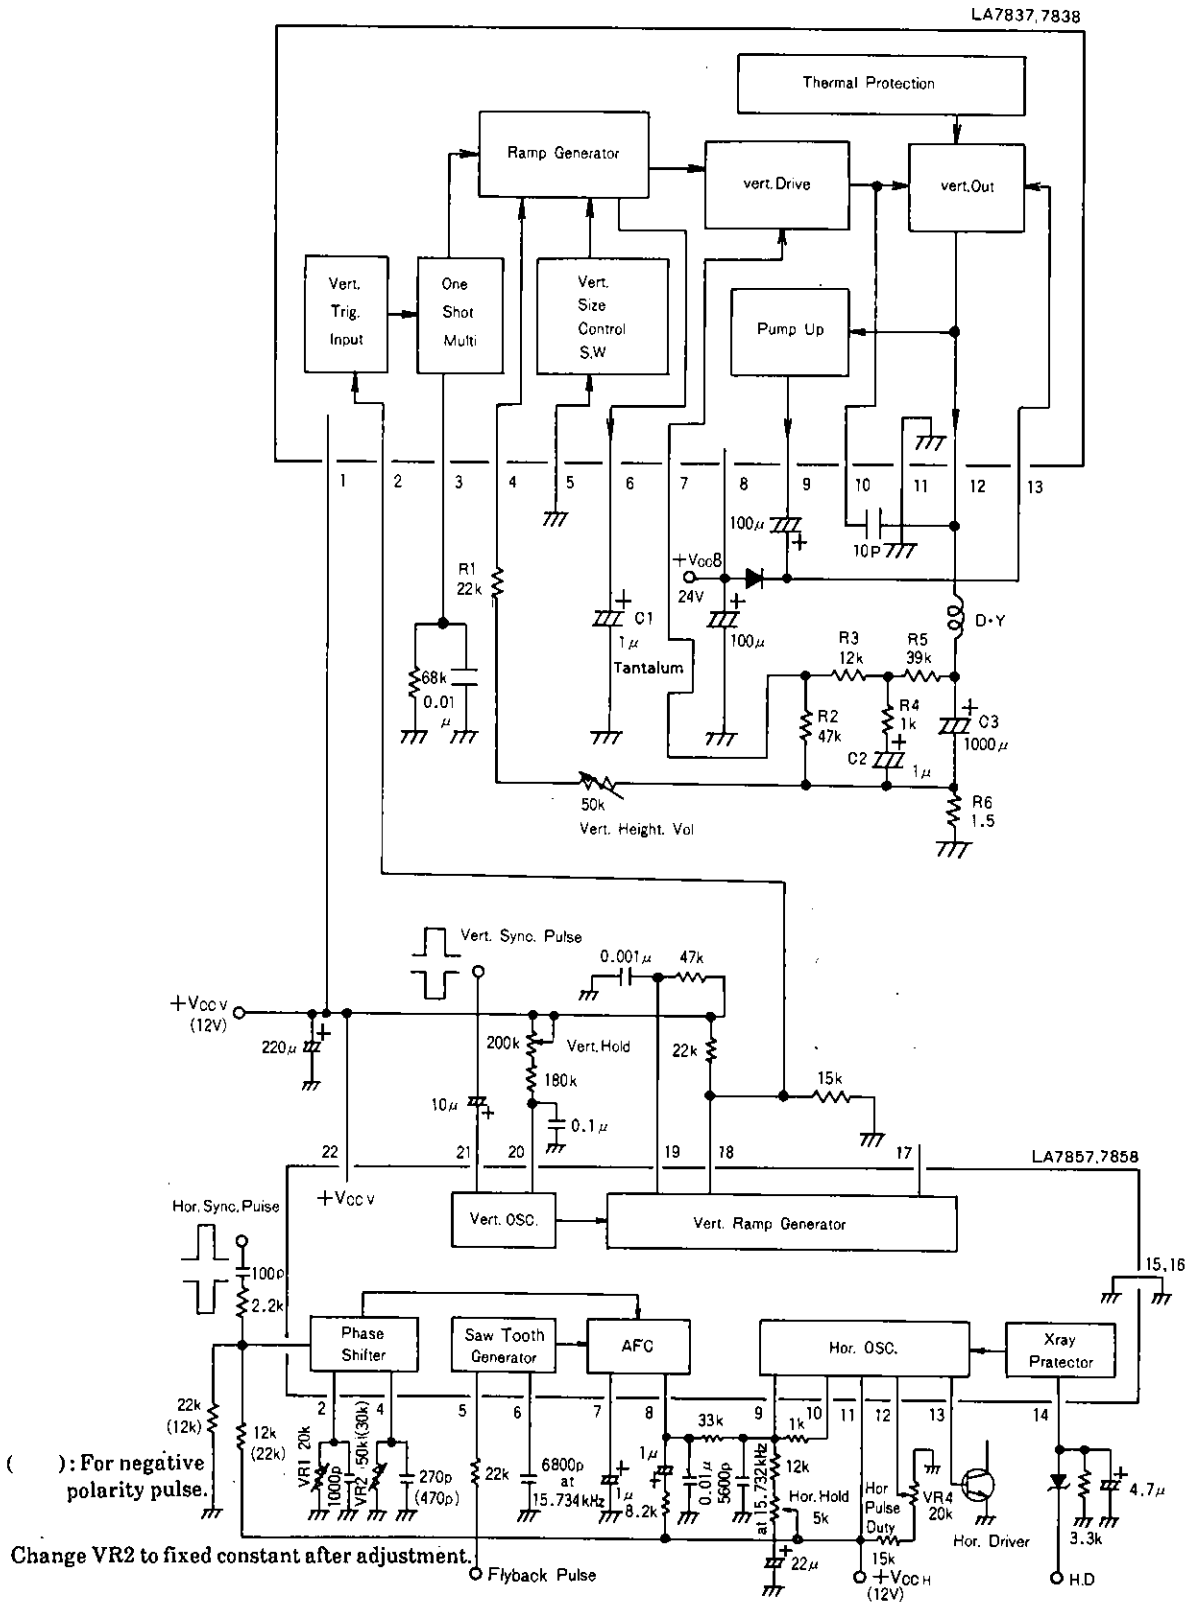 LA7837,7838
Thermal Protection
Ramp Generator
vert.Drive
vert.Out
Vert.
Trig.
Input
One
Shot
Multi
Vert.
Size
Control
S.W
Pump Up
1
2
3
4
5
6
7
8
9
10
11
12
13
100μ
+
10P
+Vcc8
24V
R1
22k
+
C1
1μ
Tantalum
+
100μ
D·Y
R3
12k
R5
39k
68k
0.01
μ
R2
47k
R4
1k
C2
+
1μ
+
C3
1000μ
50k
Vert. Height. Vol
R6
1.5
Vert. Sync. Pulse
0.001μ
47k
+Vcc v
(12V)
220μ
+
200k
Vert.Hold
22k
180k
15k
10μ
+
0.1μ
22
21
20
19
18
17
LA7857,7858
+Vcc v
Hor. Sync. Pulse
Vert. OSC.
Vert. Ramp Generator
15,16
100p
2.2k
Phase
Shifter
Saw Tooth
Generator
AFC
Hor. OSC.
Xray
Pratector
2
4
5
6
7
8
9
10
11
12
13
14
22k
(12k)
12k
(22k)
( ): For negative
polarity pulse.
VR1 20k
1000p
VR2 50k(30k)
270p
(470p)
22k
6800p
at
15.734kHz
+
1μ
1μ
+
8.2k
33k
0.01μ
5600p
at 15.732kHz
1k
12k
Hor. Hold
5k
+
22μ
Hor
Pulse
Duty
VR4
20k
15k
Hor. Driver
3.3k
+
4.7μ
Change VR2 to fixed constant after adjustment.
Flyback Pulse
+Vcc H
(12V)
H.D